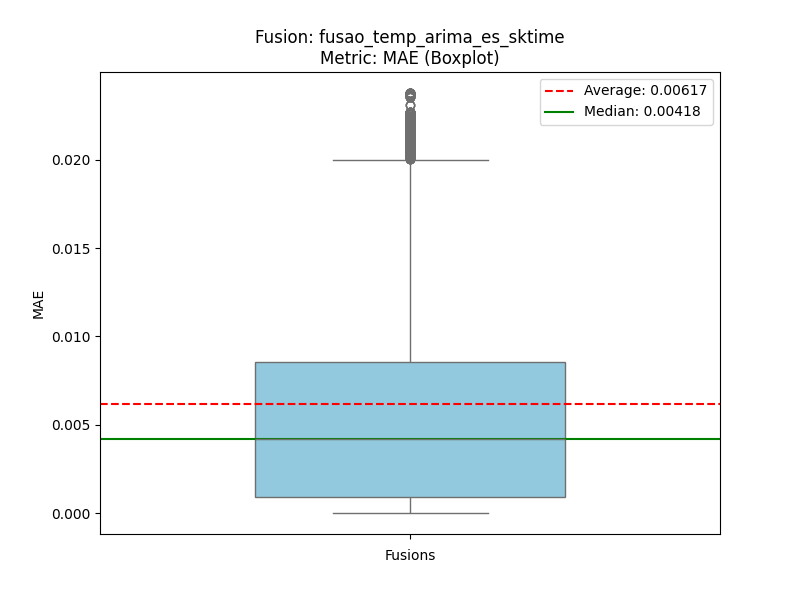 Fusion: fusao_temp_arima_es_sktime
Metric: MAE (Boxplot)
Average: 0.00617
Median: 0.00418
0.020
0.015
0.010
0.005
0.000
MAE
Fusions